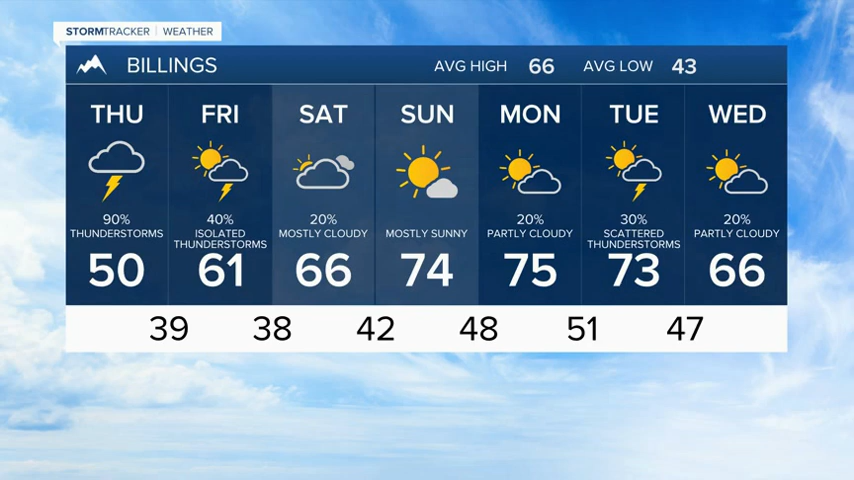 STORMTRACKER | WEATHER
BILLINGS AVG HIGH 66 AVG LOW 43
THU FRI SAT SUN MON TUE WED
90% 40% 20% 20% 30% 20%
THUNDERSTORMS ISOLATED THUNDERSTORMS MOSTLY CLOUDY MOSTLY SUNNY PARTLY CLOUDY SCATTERED THUNDERSTORMS PARTLY CLOUDY
50 61 66 74 75 73 66
39 38 42 48 51 47